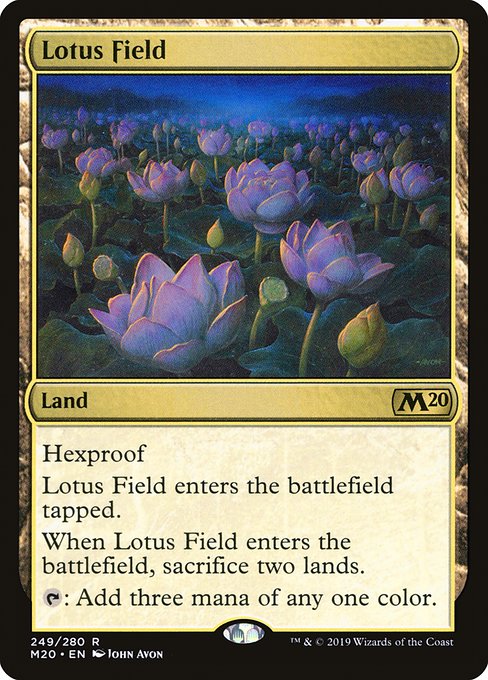 Lotus Field
Land
M20
Hexproof
Lotus Field enters the battlefield
tapped.
When Lotus Field enters the
battlefield, sacrifice two lands.
: Add three mana of any one color.
249/280 R
M20 • EN John Avon
™ & © 2019 Wizards of the Coast